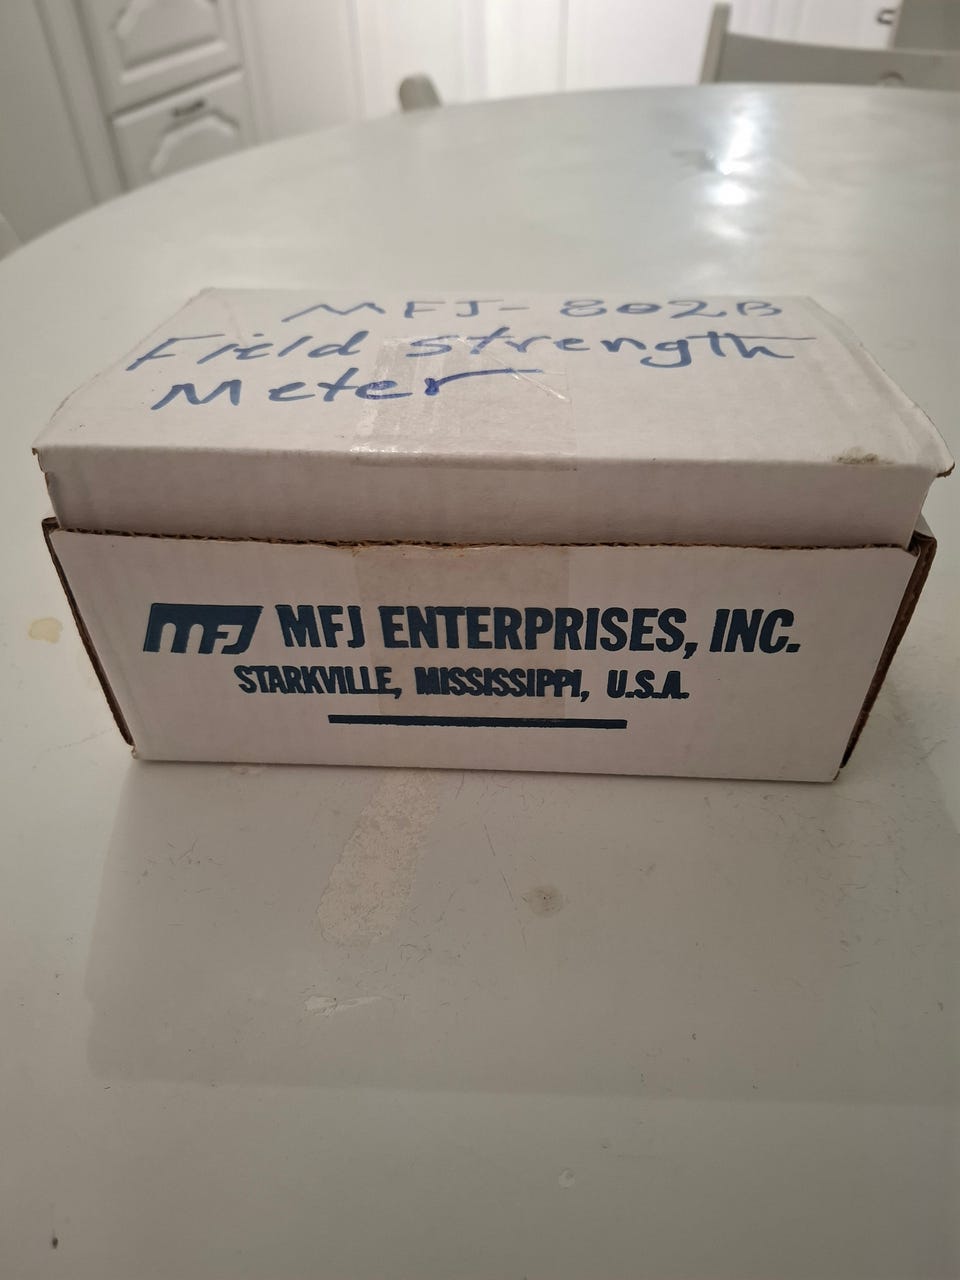 MFJ-802B
Field Strength
Meter
MFJ MFJ ENTERPRISES, INC.
STARKVILLE, MISSISSIPPI, U.S.A.